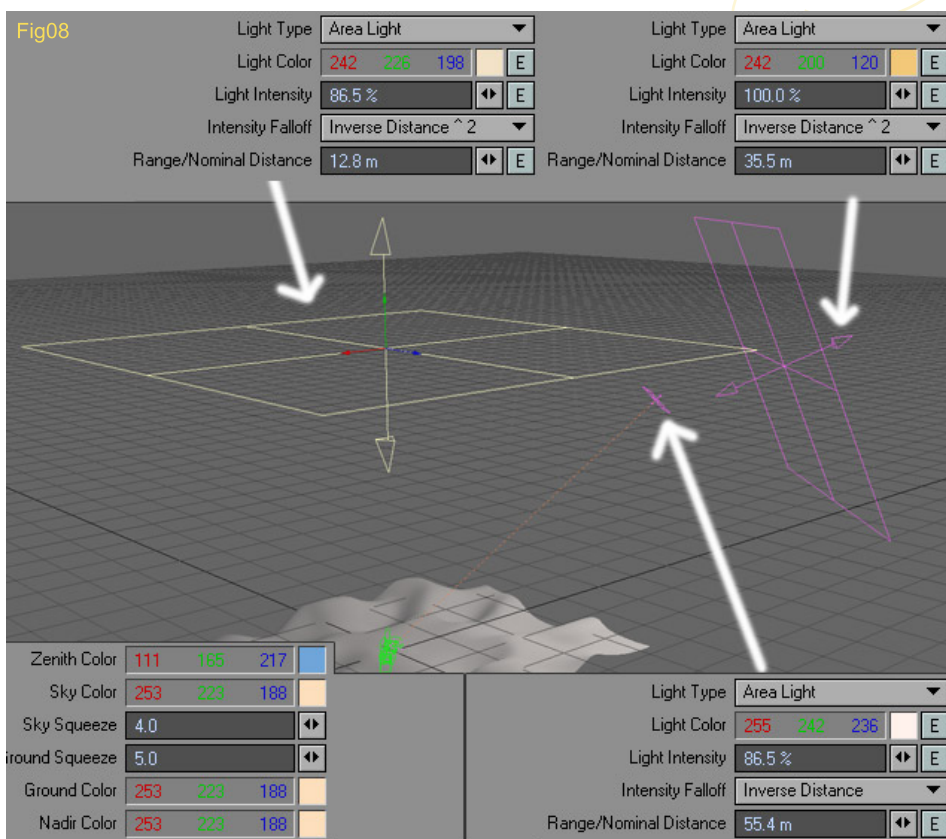 Fig08
Light Type Area Light
Light Color 242 226 198 E
Light Intensity 86.5 % E
Intensity Falloff Inverse Distance ^ 2
Range/Nominal Distance 12.8 m E
Light Type Area Light
Light Color 242 200 120 E
Light Intensity 100.0 % E
Intensity Falloff Inverse Distance ^ 2
Range/Nominal Distance 35.5 m E
Zenith Color 111 165 217
Sky Color 253 223 188
Sky Squeeze 4.0
round Squeeze 5.0
Ground Color 253 223 188
Nadir Color 253 223 188
Light Type Area Light
Light Color 255 242 236 E
Light Intensity 86.5 % E
Intensity Falloff Inverse Distance
Range/Nominal Distance 55.4 m E